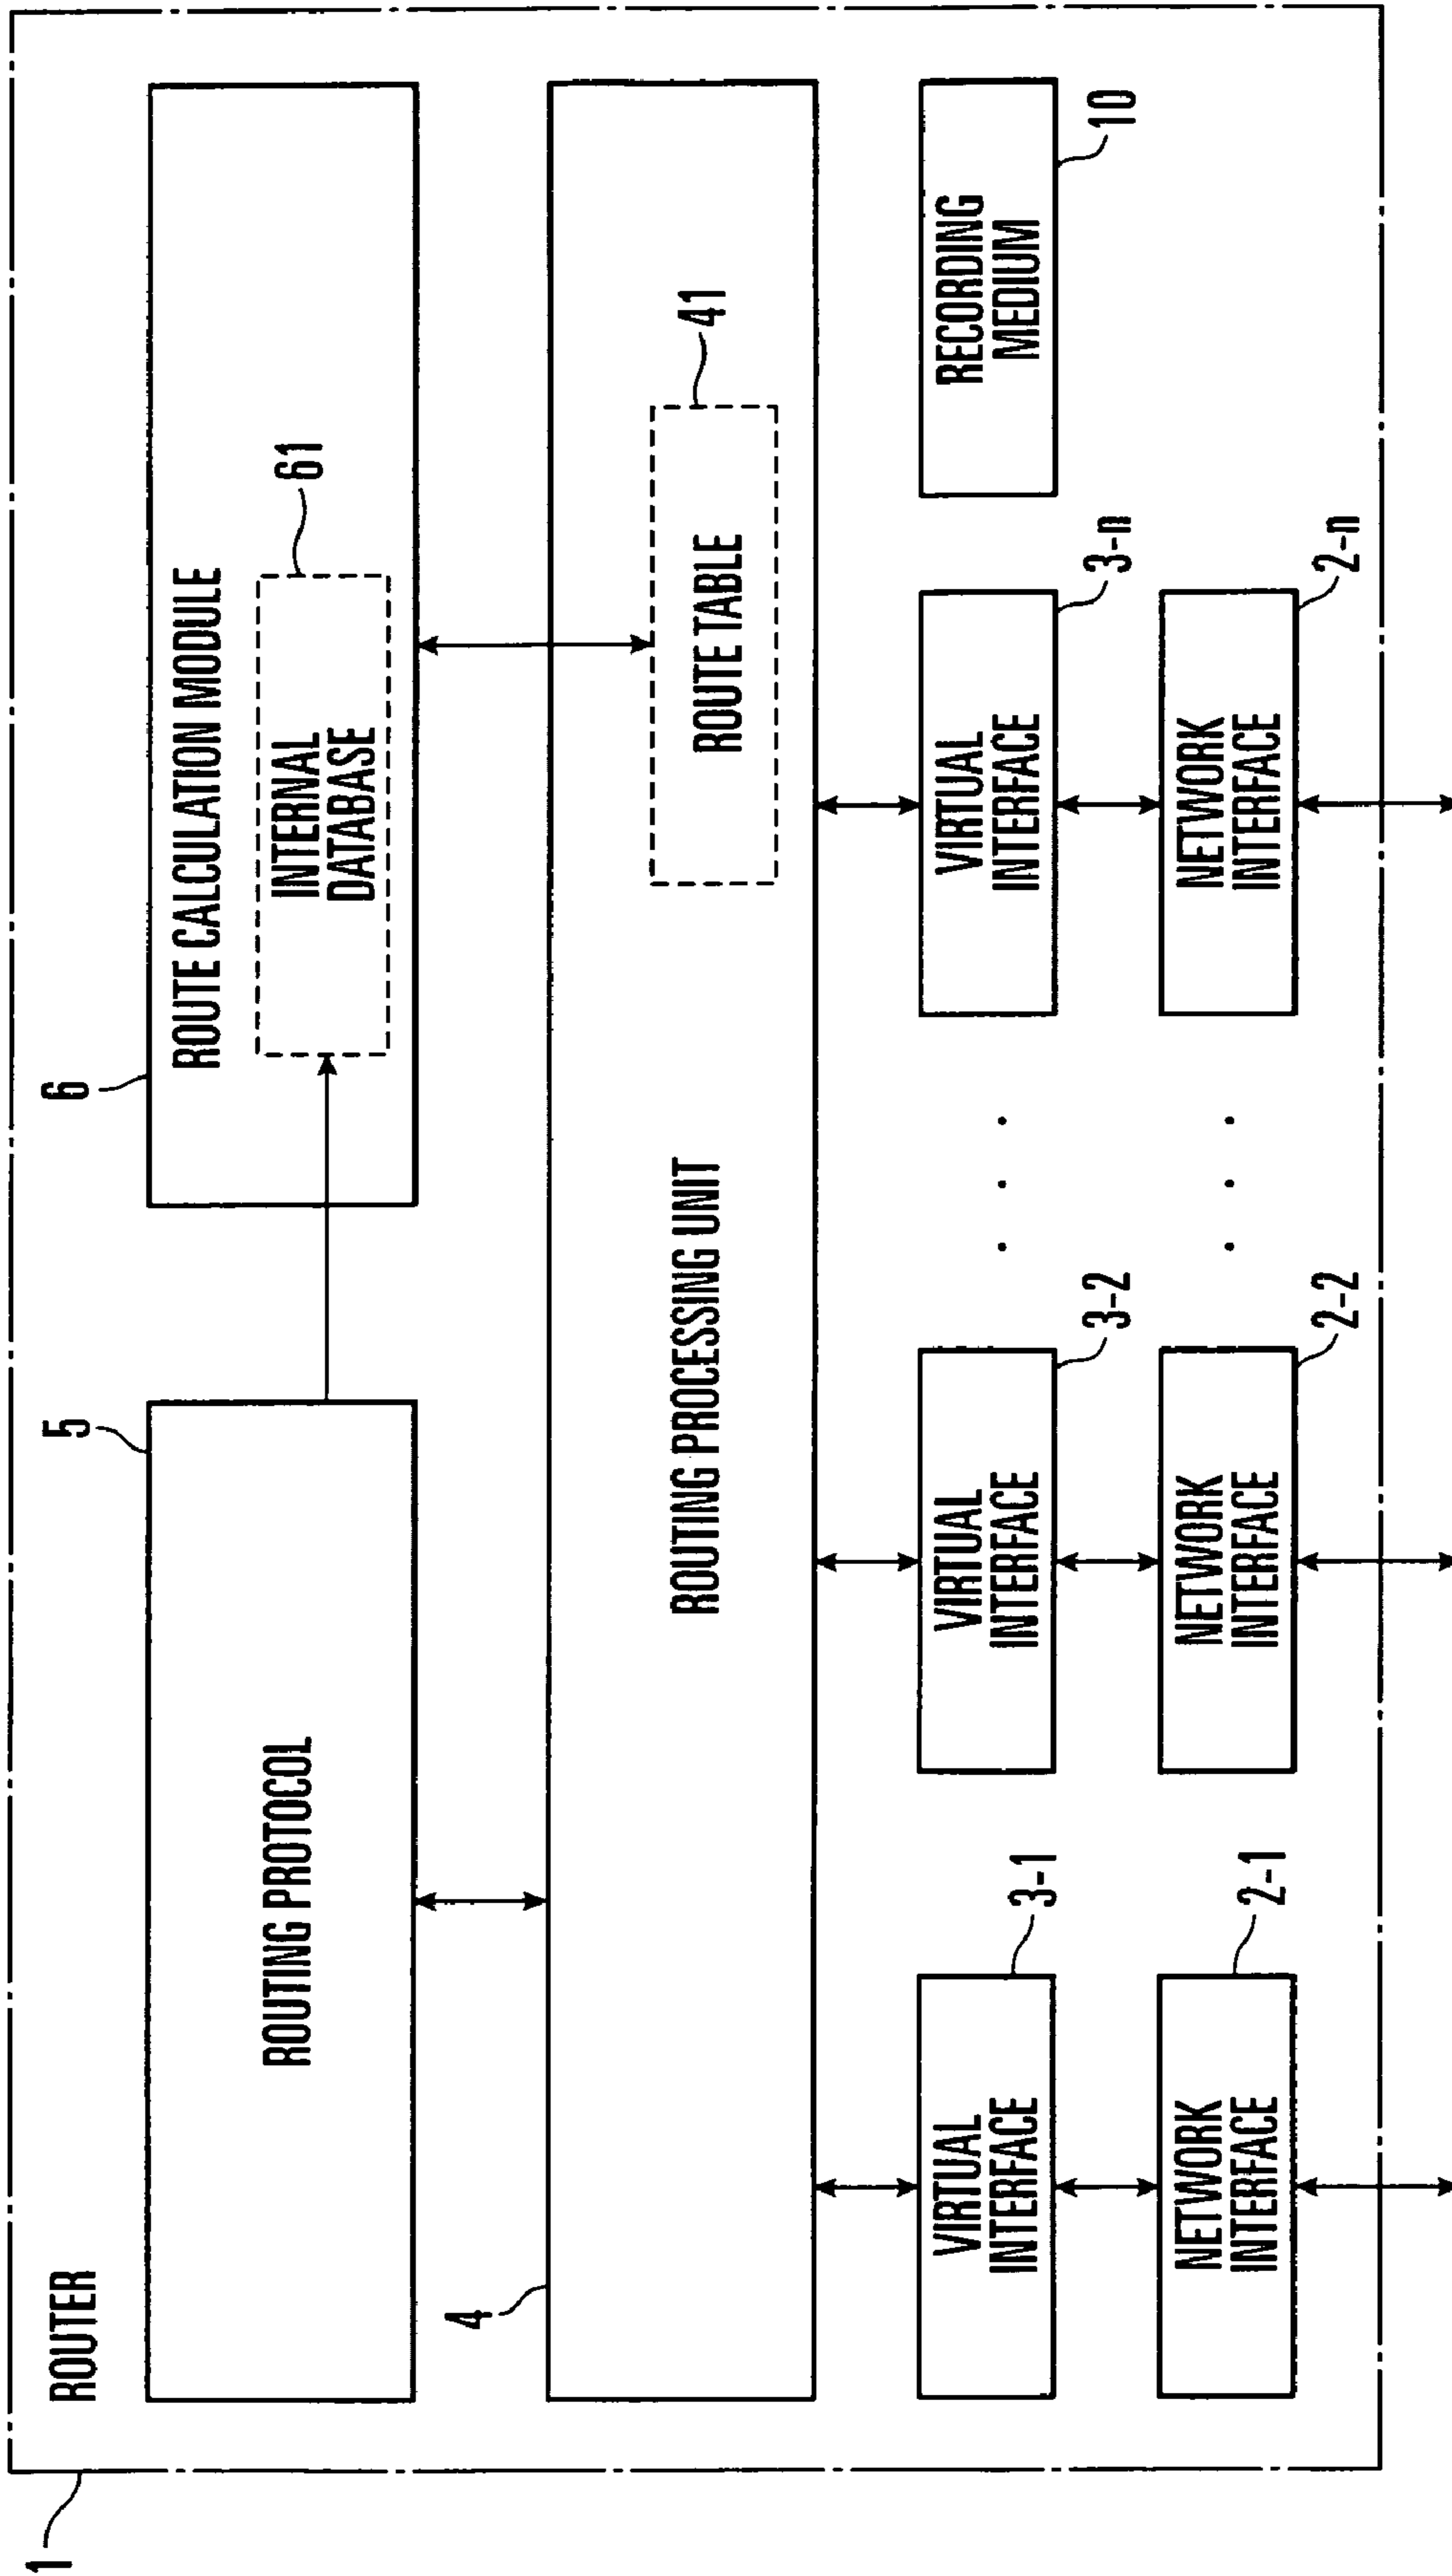 1
ROUTER
5
ROUTING PROTOCOL
6
ROUTE CALCULATION MODULE
INTERNAL
DATABASE
61
4
ROUTING PROCESSING UNIT
ROUTE TABLE
41
VIRTUAL
INTERFACE
3-1
VIRTUAL
INTERFACE
3-2
VIRTUAL
INTERFACE
3-n
RECORDING
MEDIUM
10
NETWORK
INTERFACE
2-1
NETWORK
INTERFACE
2-2
NETWORK
INTERFACE
2-n